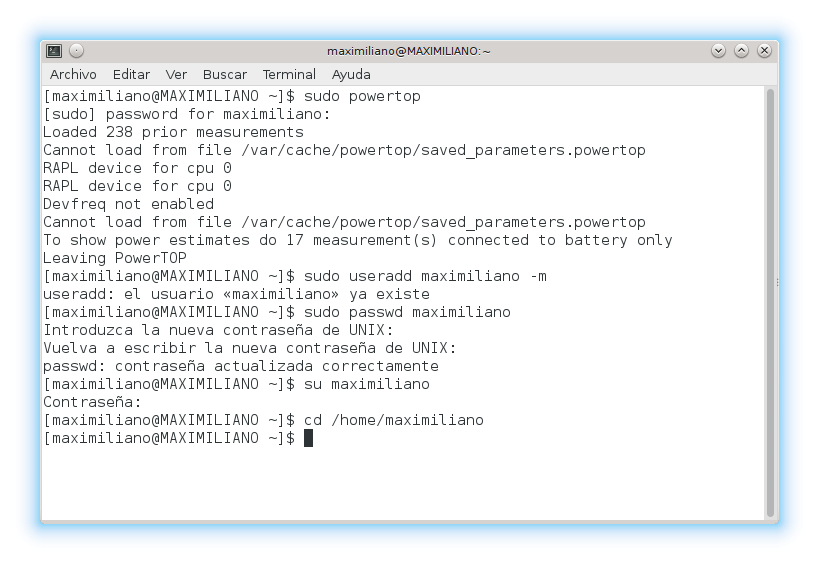 maximiliano@MAXIMILIANO:~
Archivo Editar Ver Buscar Terminal Ayuda
[maximiliano@MAXIMILIANO ~]$ sudo powertop
[sudo] password for maximiliano:
Loaded 238 prior measurements
Cannot load from file /var/cache/powertop/saved_parameters.powertop
RAPL device for cpu 0
RAPL device for cpu 0
Devfreq not enabled
Cannot load from file /var/cache/powertop/saved_parameters.powertop
To show power estimates do 17 measurement(s) connected to battery only
Leaving PowerTOP
[maximiliano@MAXIMILIANO ~]$ sudo useradd maximiliano -m
useradd: el usuario «maximiliano» ya existe
[maximiliano@MAXIMILIANO ~]$ sudo passwd maximiliano
Introduzca la nueva contraseña de UNIX:
Vuelva a escribir la nueva contraseña de UNIX:
passwd: contraseña actualizada correctamente
[maximiliano@MAXIMILIANO ~]$ su maximiliano
Contraseña:
[maximiliano@MAXIMILIANO ~]$ cd /home/maximiliano
[maximiliano@MAXIMILIANO ~]$